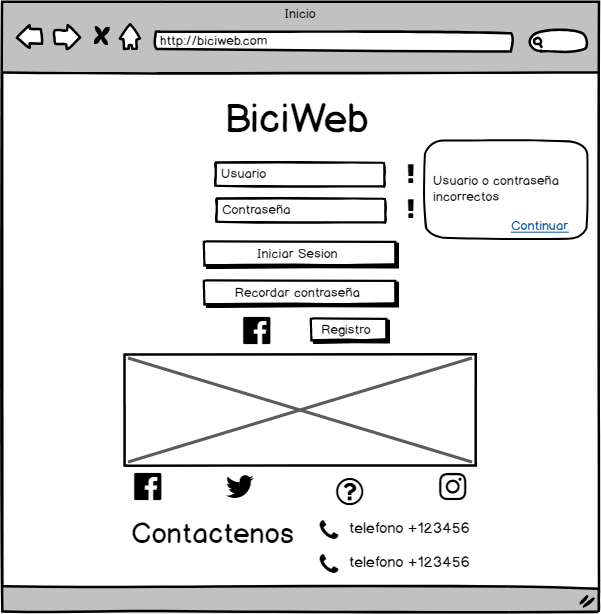 Inicio
http://biciweb.com
BiciWeb
Usuario
Contraseña
Usuario o contraseña
incorrectos
Continuar
Iniciar Sesion
Recordar contraseña
Registro
Contactenos
telefono +123456
telefono +123456